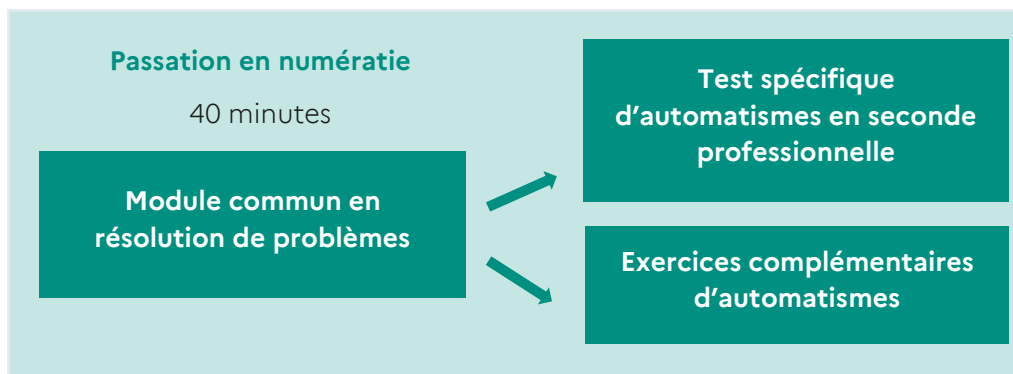 Passation en numératie
40 minutes
Module commun en
résolution de problèmes
Test spécifique
d'automatismes en seconde
professionnelle
Exercices complémentaires
d'automatismes